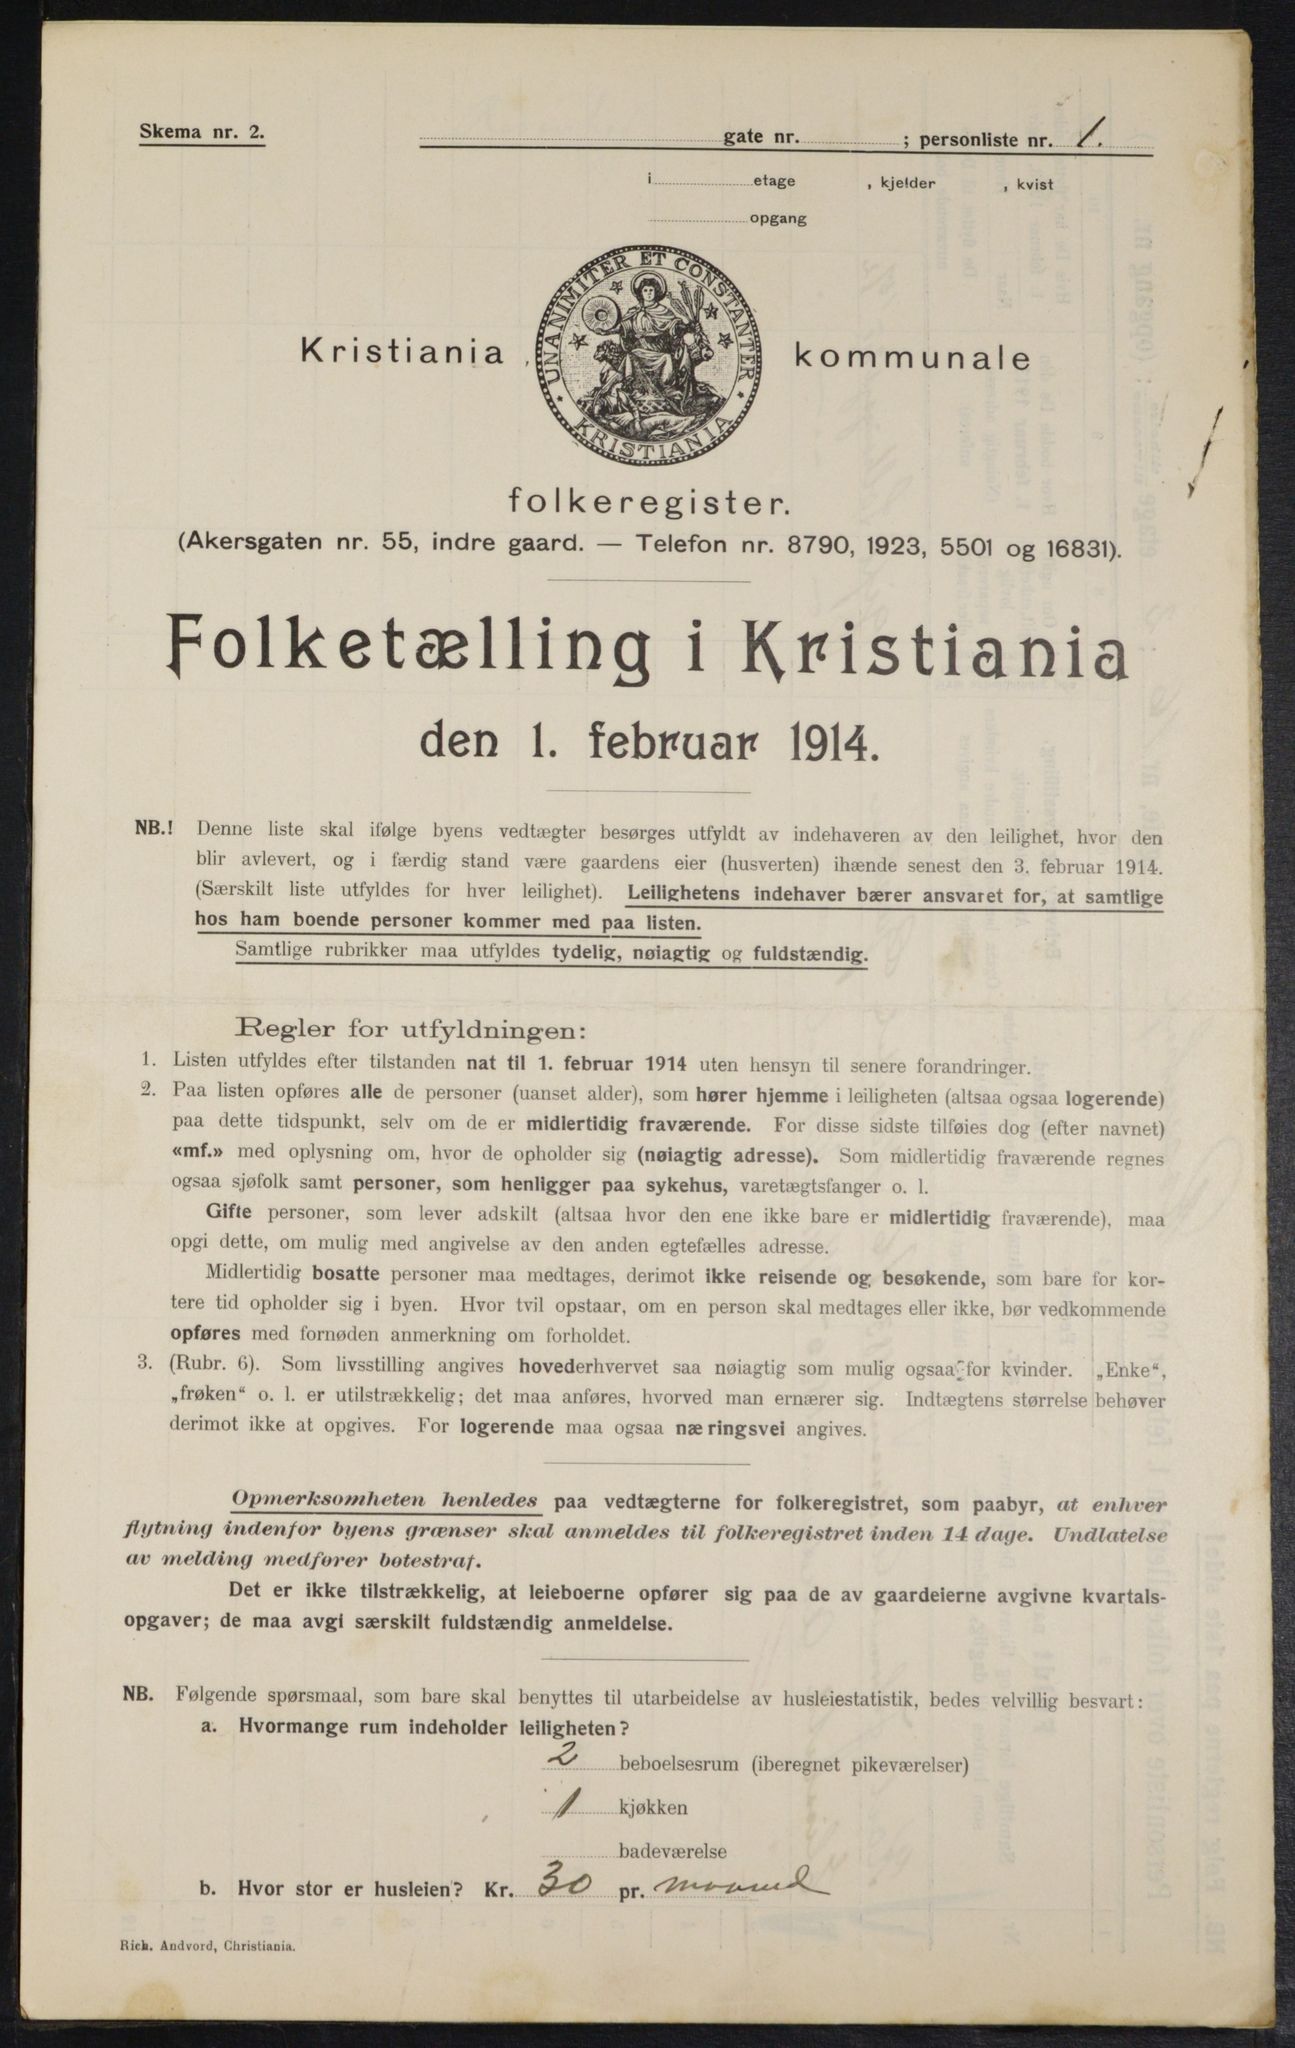 Skema nr. 2.
gate nr. ; personliste nr. 1.
i etage , kjelder , kvist
opgang
UNANIMITER ET CONSTANTER
KRISTIANIA
Kristiania kommunale
folkeregister.
(Akersgaten nr. 55, indre gaard. — Telefon nr. 8790, 1923, 5501 og 16831).
Folketælling i Kristiania
den 1. februar 1914.
NB.! Denne liste skal ifølge byens vedtægter besørges utfyldt av indehaveren av den leilighet, hvor den
blir avlevert, og i færdig stand være gaardens eier (husverten) ihænde senest den 3. februar 1914.
(Særskilt liste utfyldes for hver leilighet). Leilighetens indehaver bærer ansvaret for, at samtlige
hos ham boende personer kommer med paa listen.
Samtlige rubrikker maa utfyldes tydelig, nøiagtig og fuldstændig.
Regler for utfyldningen:
1. Listen utfyldes efter tilstanden nat til 1. februar 1914 uten hensyn til senere forandringer.
2. Paa listen opføres alle de personer (uanset alder), som hører hjemme i leiligheten (altsaa ogsaa logerende)
paa dette tidspunkt, selv om de er midlertidig fraværende. For disse sidste tilføies dog (efter navnet)
«mf.» med oplysning om, hvor de opholder sig (nøiagtig adresse). Som midlertidig fraværende regnes
ogsaa sjøfolk samt personer, som henligger paa sykehus, varetægtsfanger o. l.
Gifte personer, som lever adskilt (altsaa hvor den ene ikke bare er midlertidig fraværende), maa
opgi dette, om mulig med angivelse av den anden egtefælles adresse.
Midlertidig bosatte personer maa medtages, derimot ikke reisende og besøkende, som bare for kor-
tere tid opholder sig i byen. Hvor tvil opstaar, om en person skal medtages eller ikke, bør vedkommende
opføres med fornøden anmerkning om forholdet.
3. (Rubr. 6). Som livsstilling angives hovederhvervet saa nøiagtig som mulig ogsaa for kvinder. „Enke“,
„frøken“ o. l. er utilstrækkelig; det maa anføres, hvorved man ernærer sig. Indtægtens størrelse behøver
derimot ikke at opgives. For logerende maa ogsaa næringsvei angives.
Opmerksomheten henledes paa vedtægterne for folkeregistret, som paabyr, at enhver
flytning indenfor byens grænser skal anmeldes til folkeregistret inden 14 dage. Undlatelse
av melding medfører bøtestraf.
Det er ikke tilstrækkelig, at leieboerne opfører sig paa de av gaardeierne avgivne kvartals-
opgaver; de maa avgi særskilt fuldstændig anmeldelse.
NB. Følgende spørsmaal, som bare skal benyttes til utarbeidelse av husleiestatistik, bedes velvillig besvart:
a. Hvormange rum indeholder leiligheten?
2 beboelsesrum (iberegnet pikeværelser)
1 kjøkken
badeværelse
b. Hvor stor er husleien? Kr. 30 pr. maaned
Rich. Andvord, Christiania.